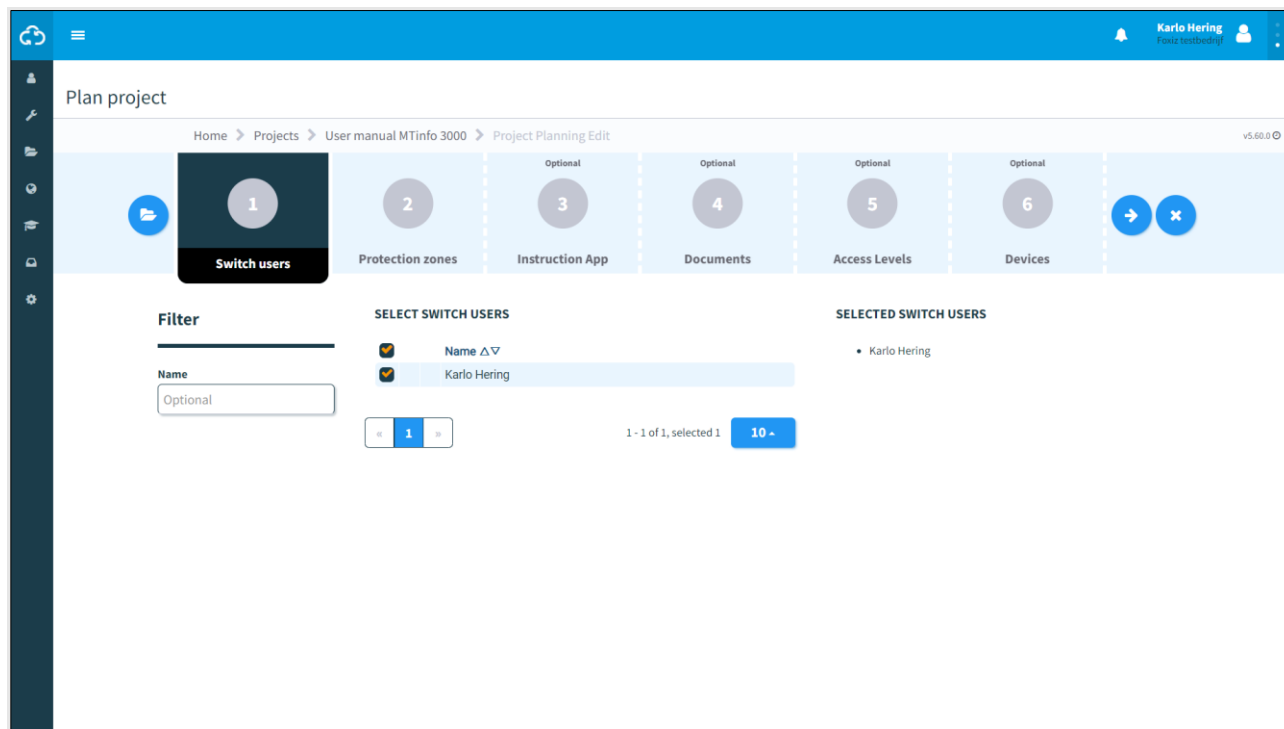 Karlo Hering
Foxiz testbedrijf
Plan project
Home Projects User manual MTinfo 3000 Project Planning Edit
v5.60.0
1
Switch users
2
Protection zones
Optional
3
Instruction App
Optional
4
Documents
Optional
5
Access Levels
Optional
6
Devices
Filter
Name
Optional
SELECT SWITCH USERS
Name
Karlo Hering
« 1 »
1 - 1 of 1, selected 1
10
SELECTED SWITCH USERS
• Karlo Hering